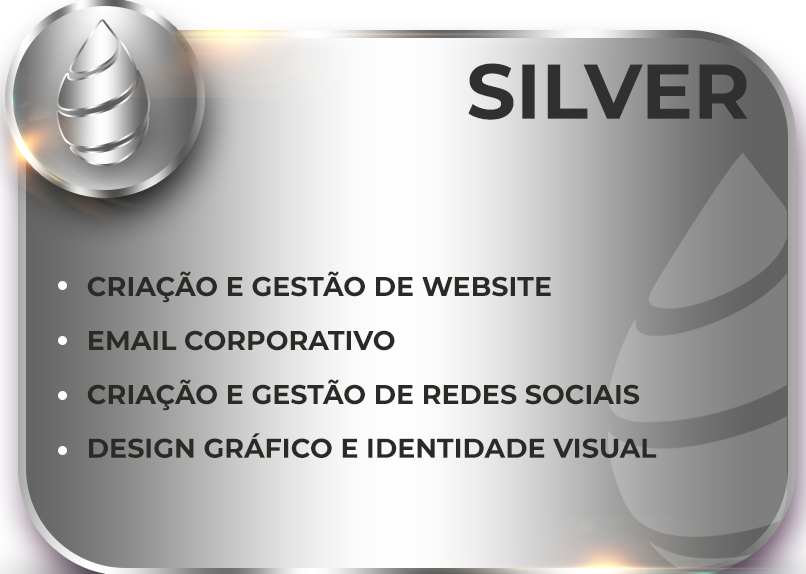 SILVER
• CRIAÇÃO E GESTÃO DE WEBSITE
• EMAIL CORPORATIVO
• CRIAÇÃO E GESTÃO DE REDES SOCIAIS
• DESIGN GRÁFICO E IDENTIDADE VISUAL